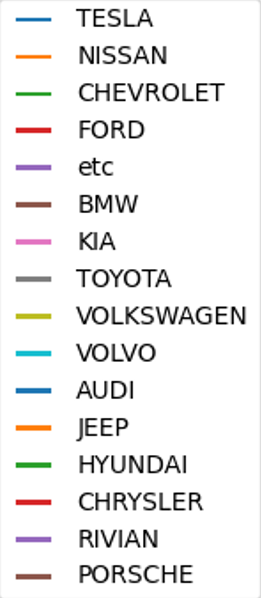 TESLA
NISSAN
CHEVROLET
FORD
etc
BMW
KIA
TOYOTA
VOLKSWAGEN
VOLVO
AUDI
JEEP
HYUNDAI
CHRYSLER
RIVIAN
PORSCHE